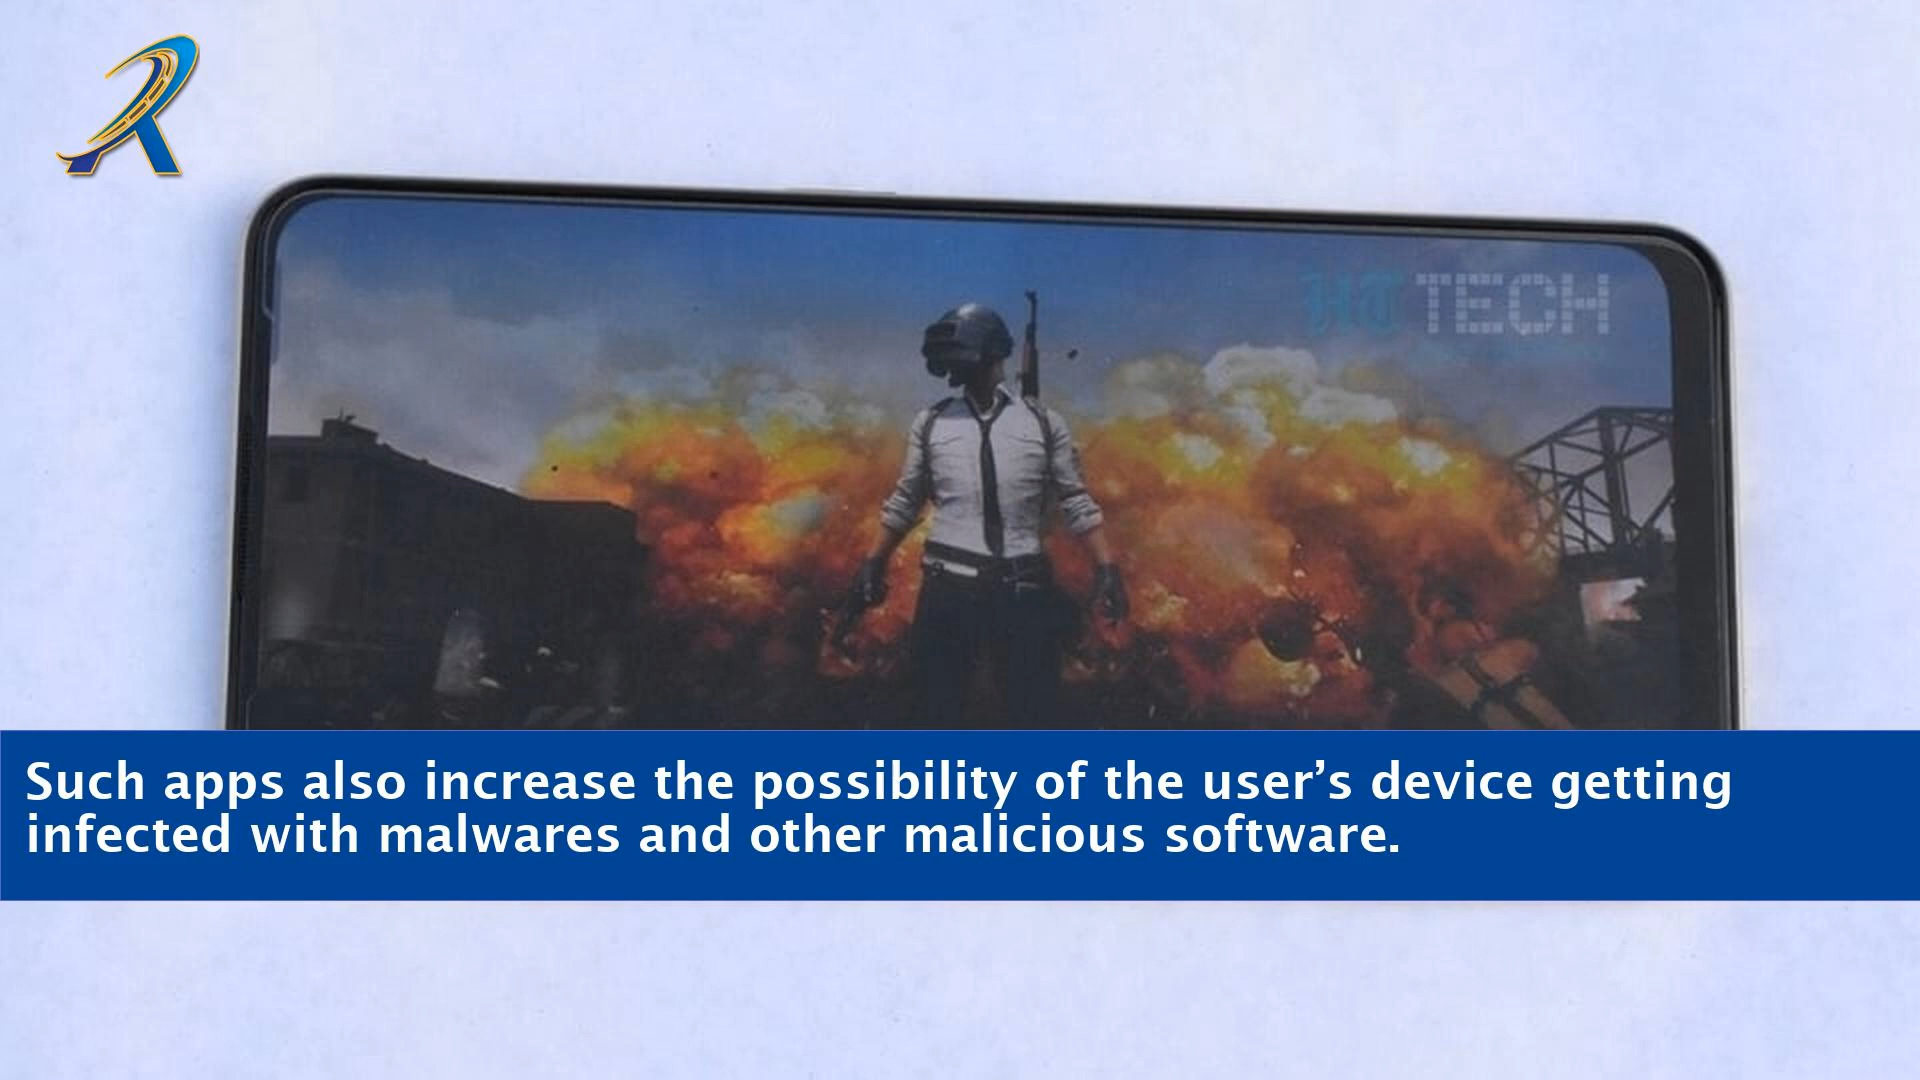 HT TECH
Such apps also increase the possibility of the user’s device getting
infected with malwares and other malicious software.